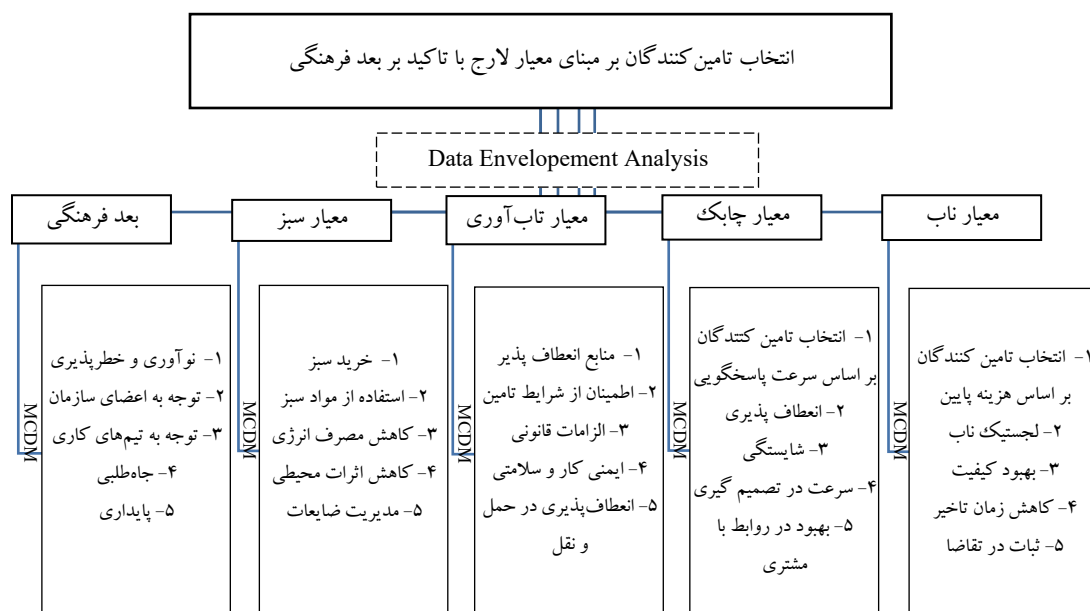 انتخاب تامین‌کنندگان بر مبنای معیار لارج با تاکید بر بعد فرهنگی
Data Envelopement Analysis
معیار ناب
معیار چابک
معیار تاب‌آوری
معیار سبز
بعد فرهنگی
MCDM
۱- انتخاب تامین کنندگان
بر اساس هزینه پایین
۲- لجستیک ناب
۳- بهبود کیفیت
۴- کاهش زمان تاخیر
۵- ثبات در تقاضا
MCDM
۱- انتخاب تامین کتتدگان
بر اساس سرعت پاسخگویی
۲- انعطاف پذیری
۳- شایستگی
۴- سرعت در تصمیم گیری
۵- بهبود در روابط با
مشتری
MCDM
۱- منابع انعطاف پذیر
۲- اطمینان از شرایط تامین
۳- الزامات قانونی
۴- ایمنی کار و سلامتی
۵- انعطاف‌پذیری در حمل
و نقل
MCDM
۱- خرید سبز
۲- استفاده از مواد سبز
۳- کاهش مصرف انرژی
۴- کاهش اثرات محیطی
۵- مدیریت ضایعات
MCDM
۱- نوآوری و خطرپذیری
۲- توجه به اعضای سازمان
۳- توجه به تیم‌های کاری
۴- جاه‌طلبی
۵- پایداری